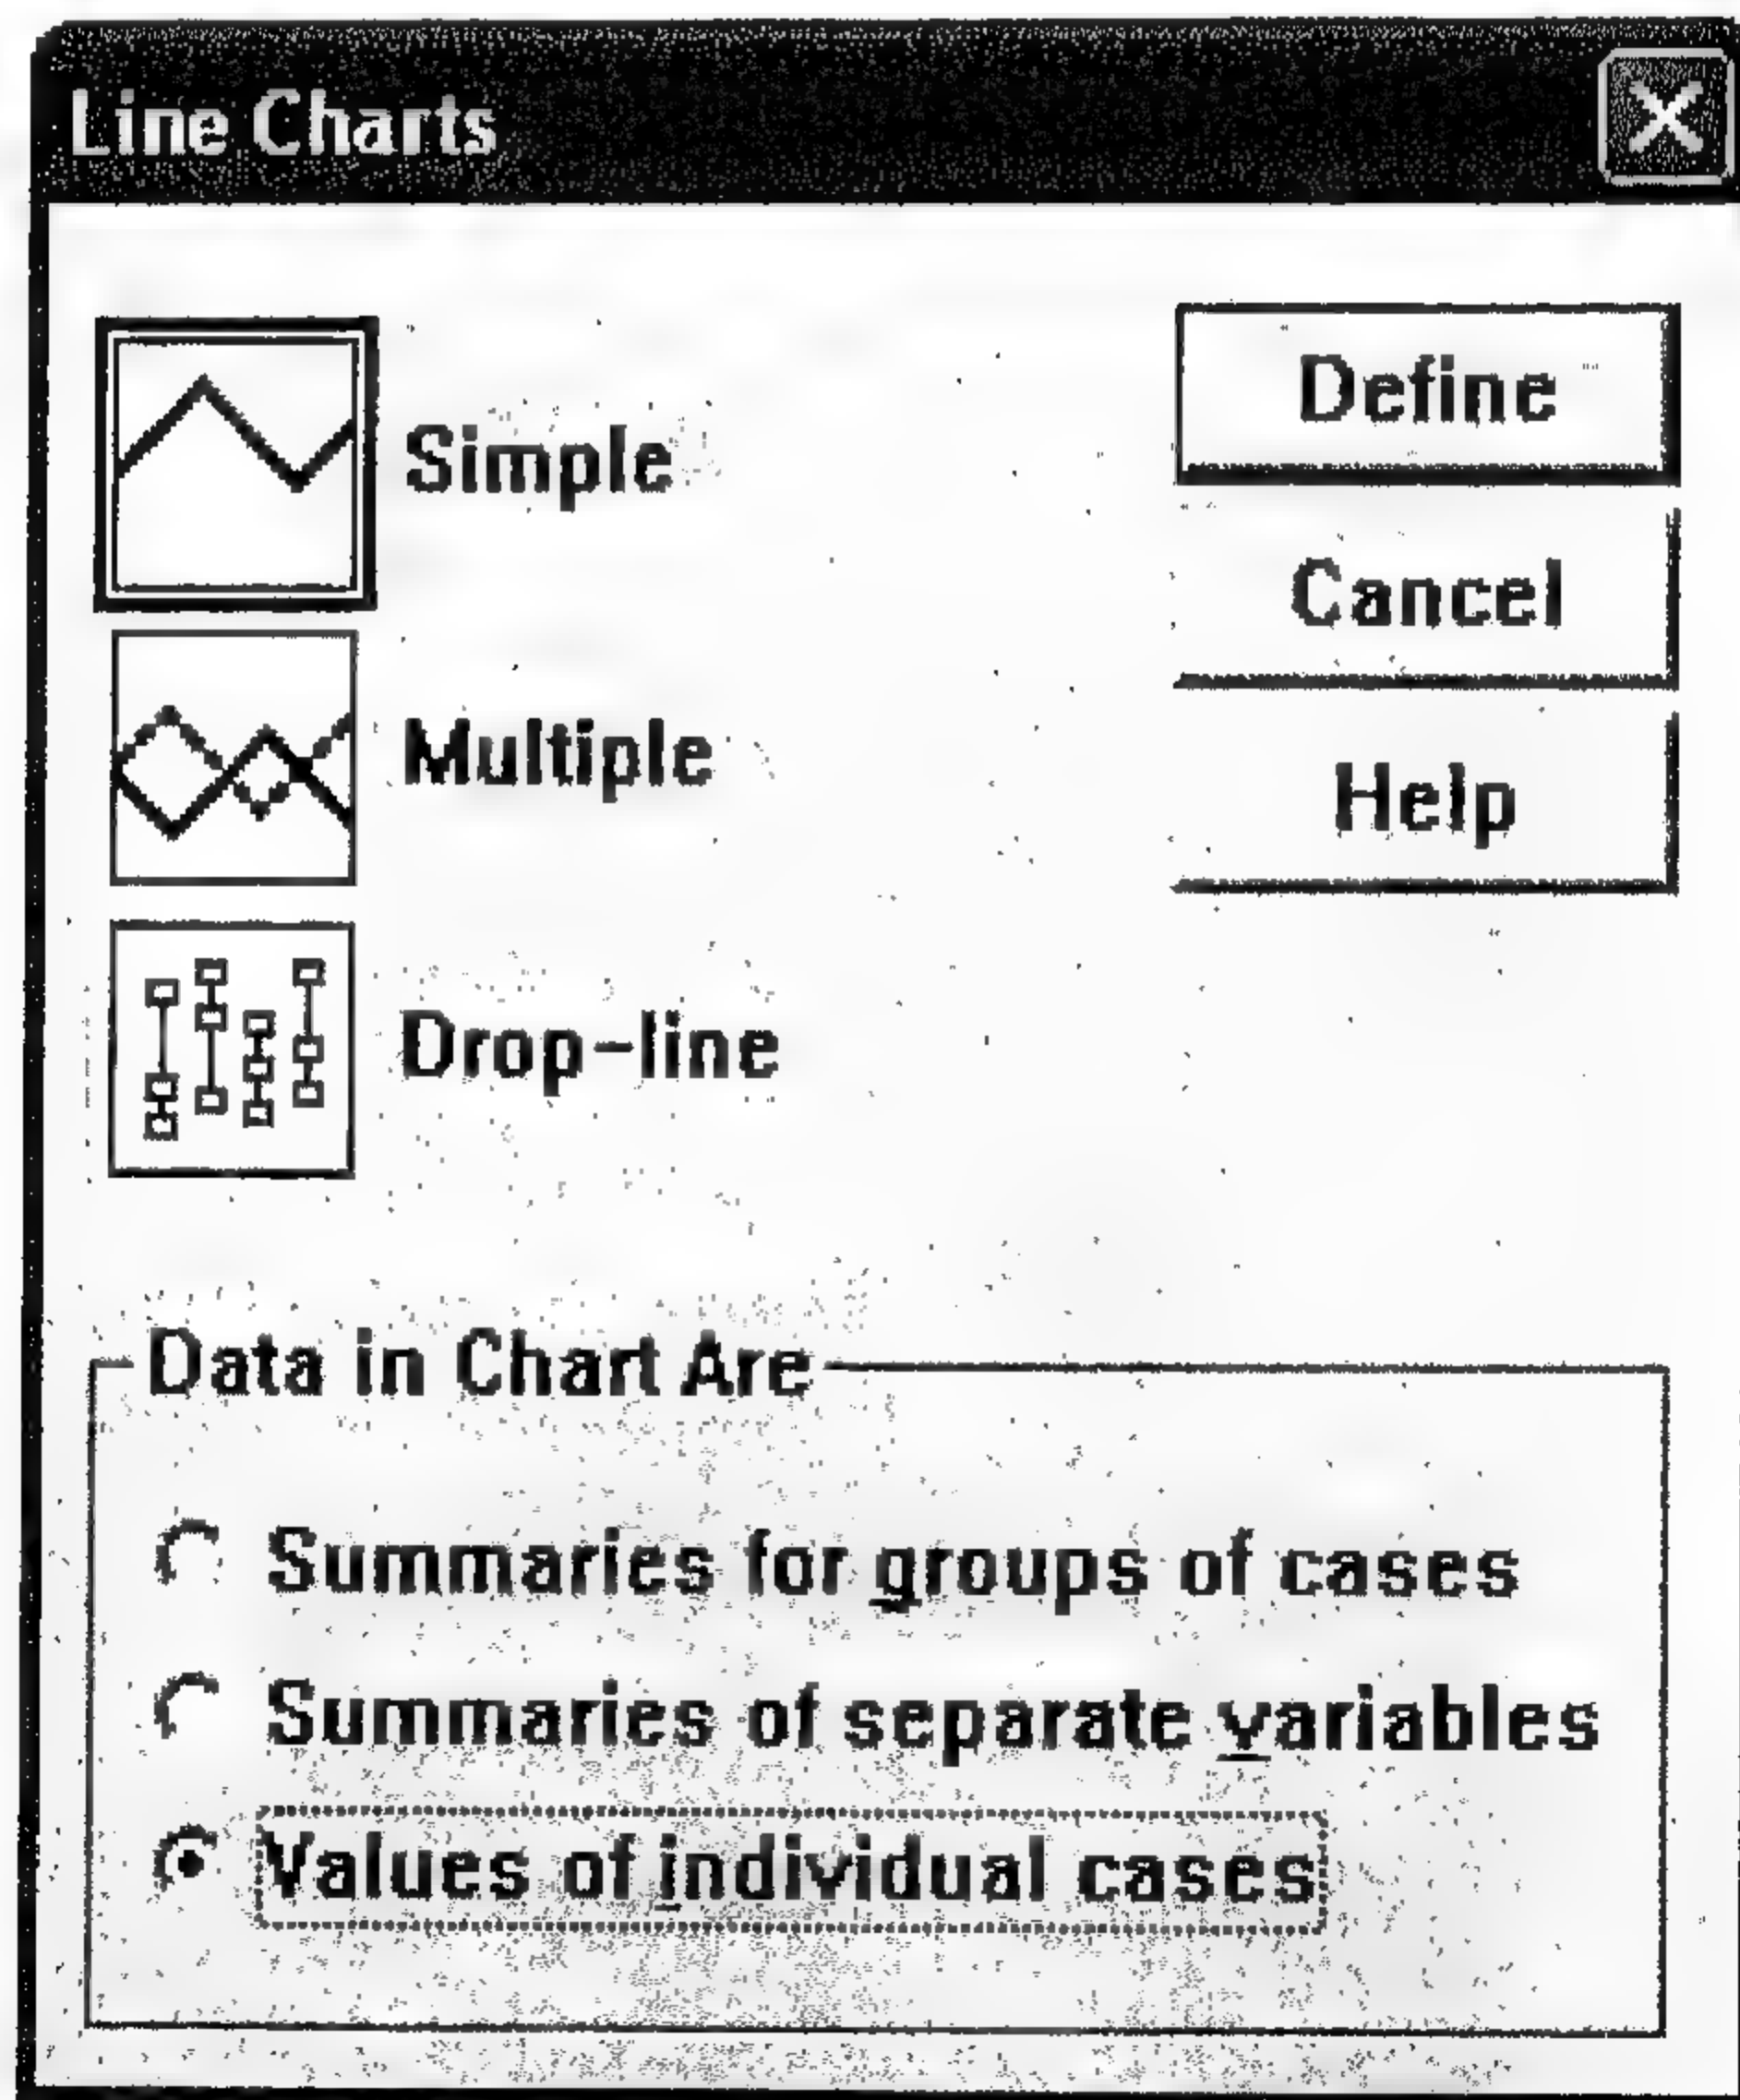 Line Charts
Simple
Multiple
Drop-line
Define
Cancel
Help
Data in Chart Are
Summaries for groups of cases
Summaries of separate variables
Values of individual cases